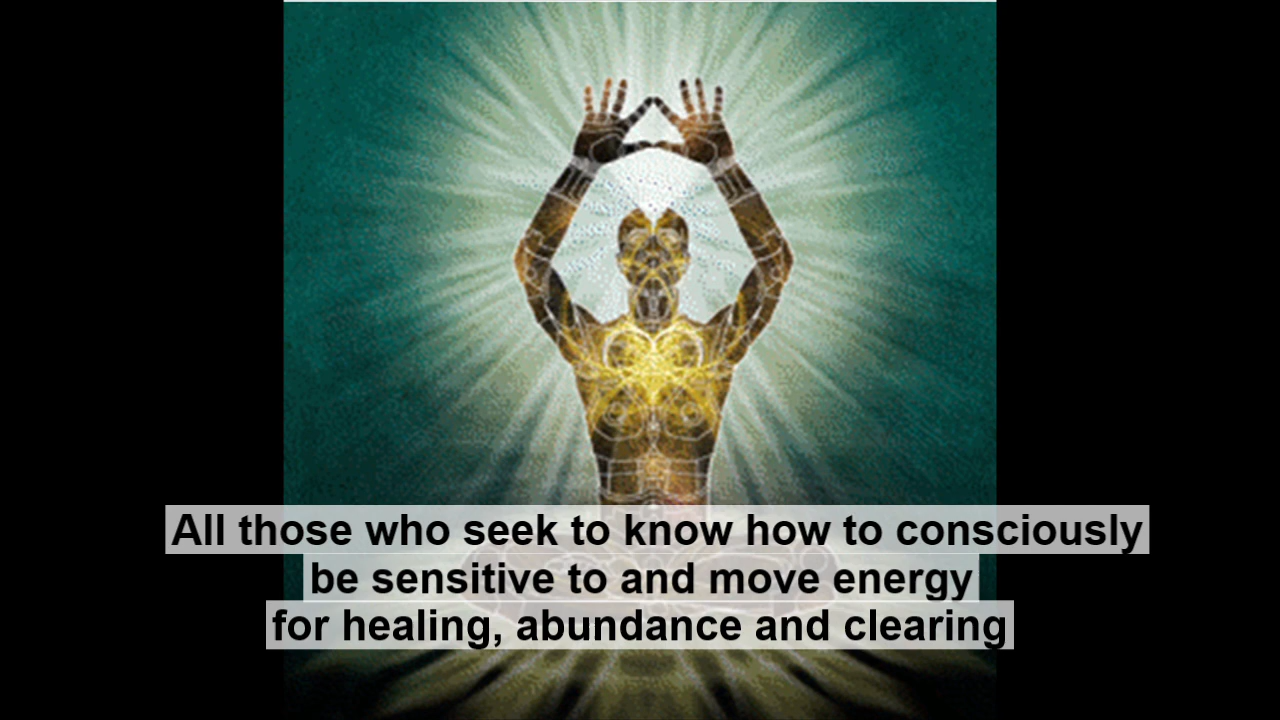 All those who seek to know how to consciously
be sensitive to and move energy
for healing, abundance and clearing